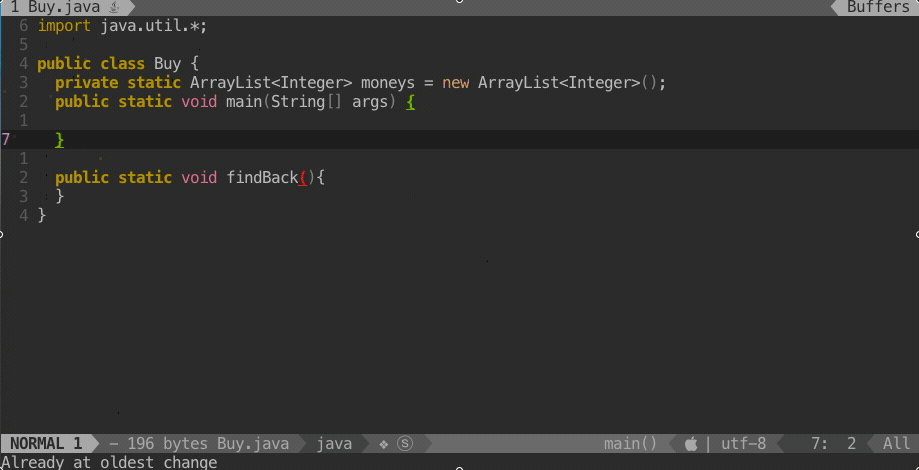 1 Buy.java Buffers
6 import java.util.*;
5
4 public class Buy {
3 private static ArrayList<Integer> moneys = new ArrayList<Integer>();
2 public static void main(String[] args) {
1
7 }
1
2 public static void findBack(){
3 }
4 }
NORMAL 1 – 196 bytes Buy.java java ❖ Ⓢ main() | utf-8 7: 2 All
Already at oldest change